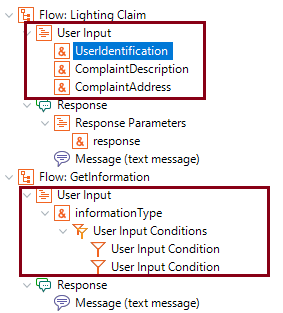 Flow: Lighting Claim
User Input
UserIdentification
ComplaintDescription
ComplaintAddress
Response
Response Parameters
response
Message (text message)
Flow: GetInformation
User Input
informationType
User Input Conditions
User Input Condition
User Input Condition
Response
Message (text message)